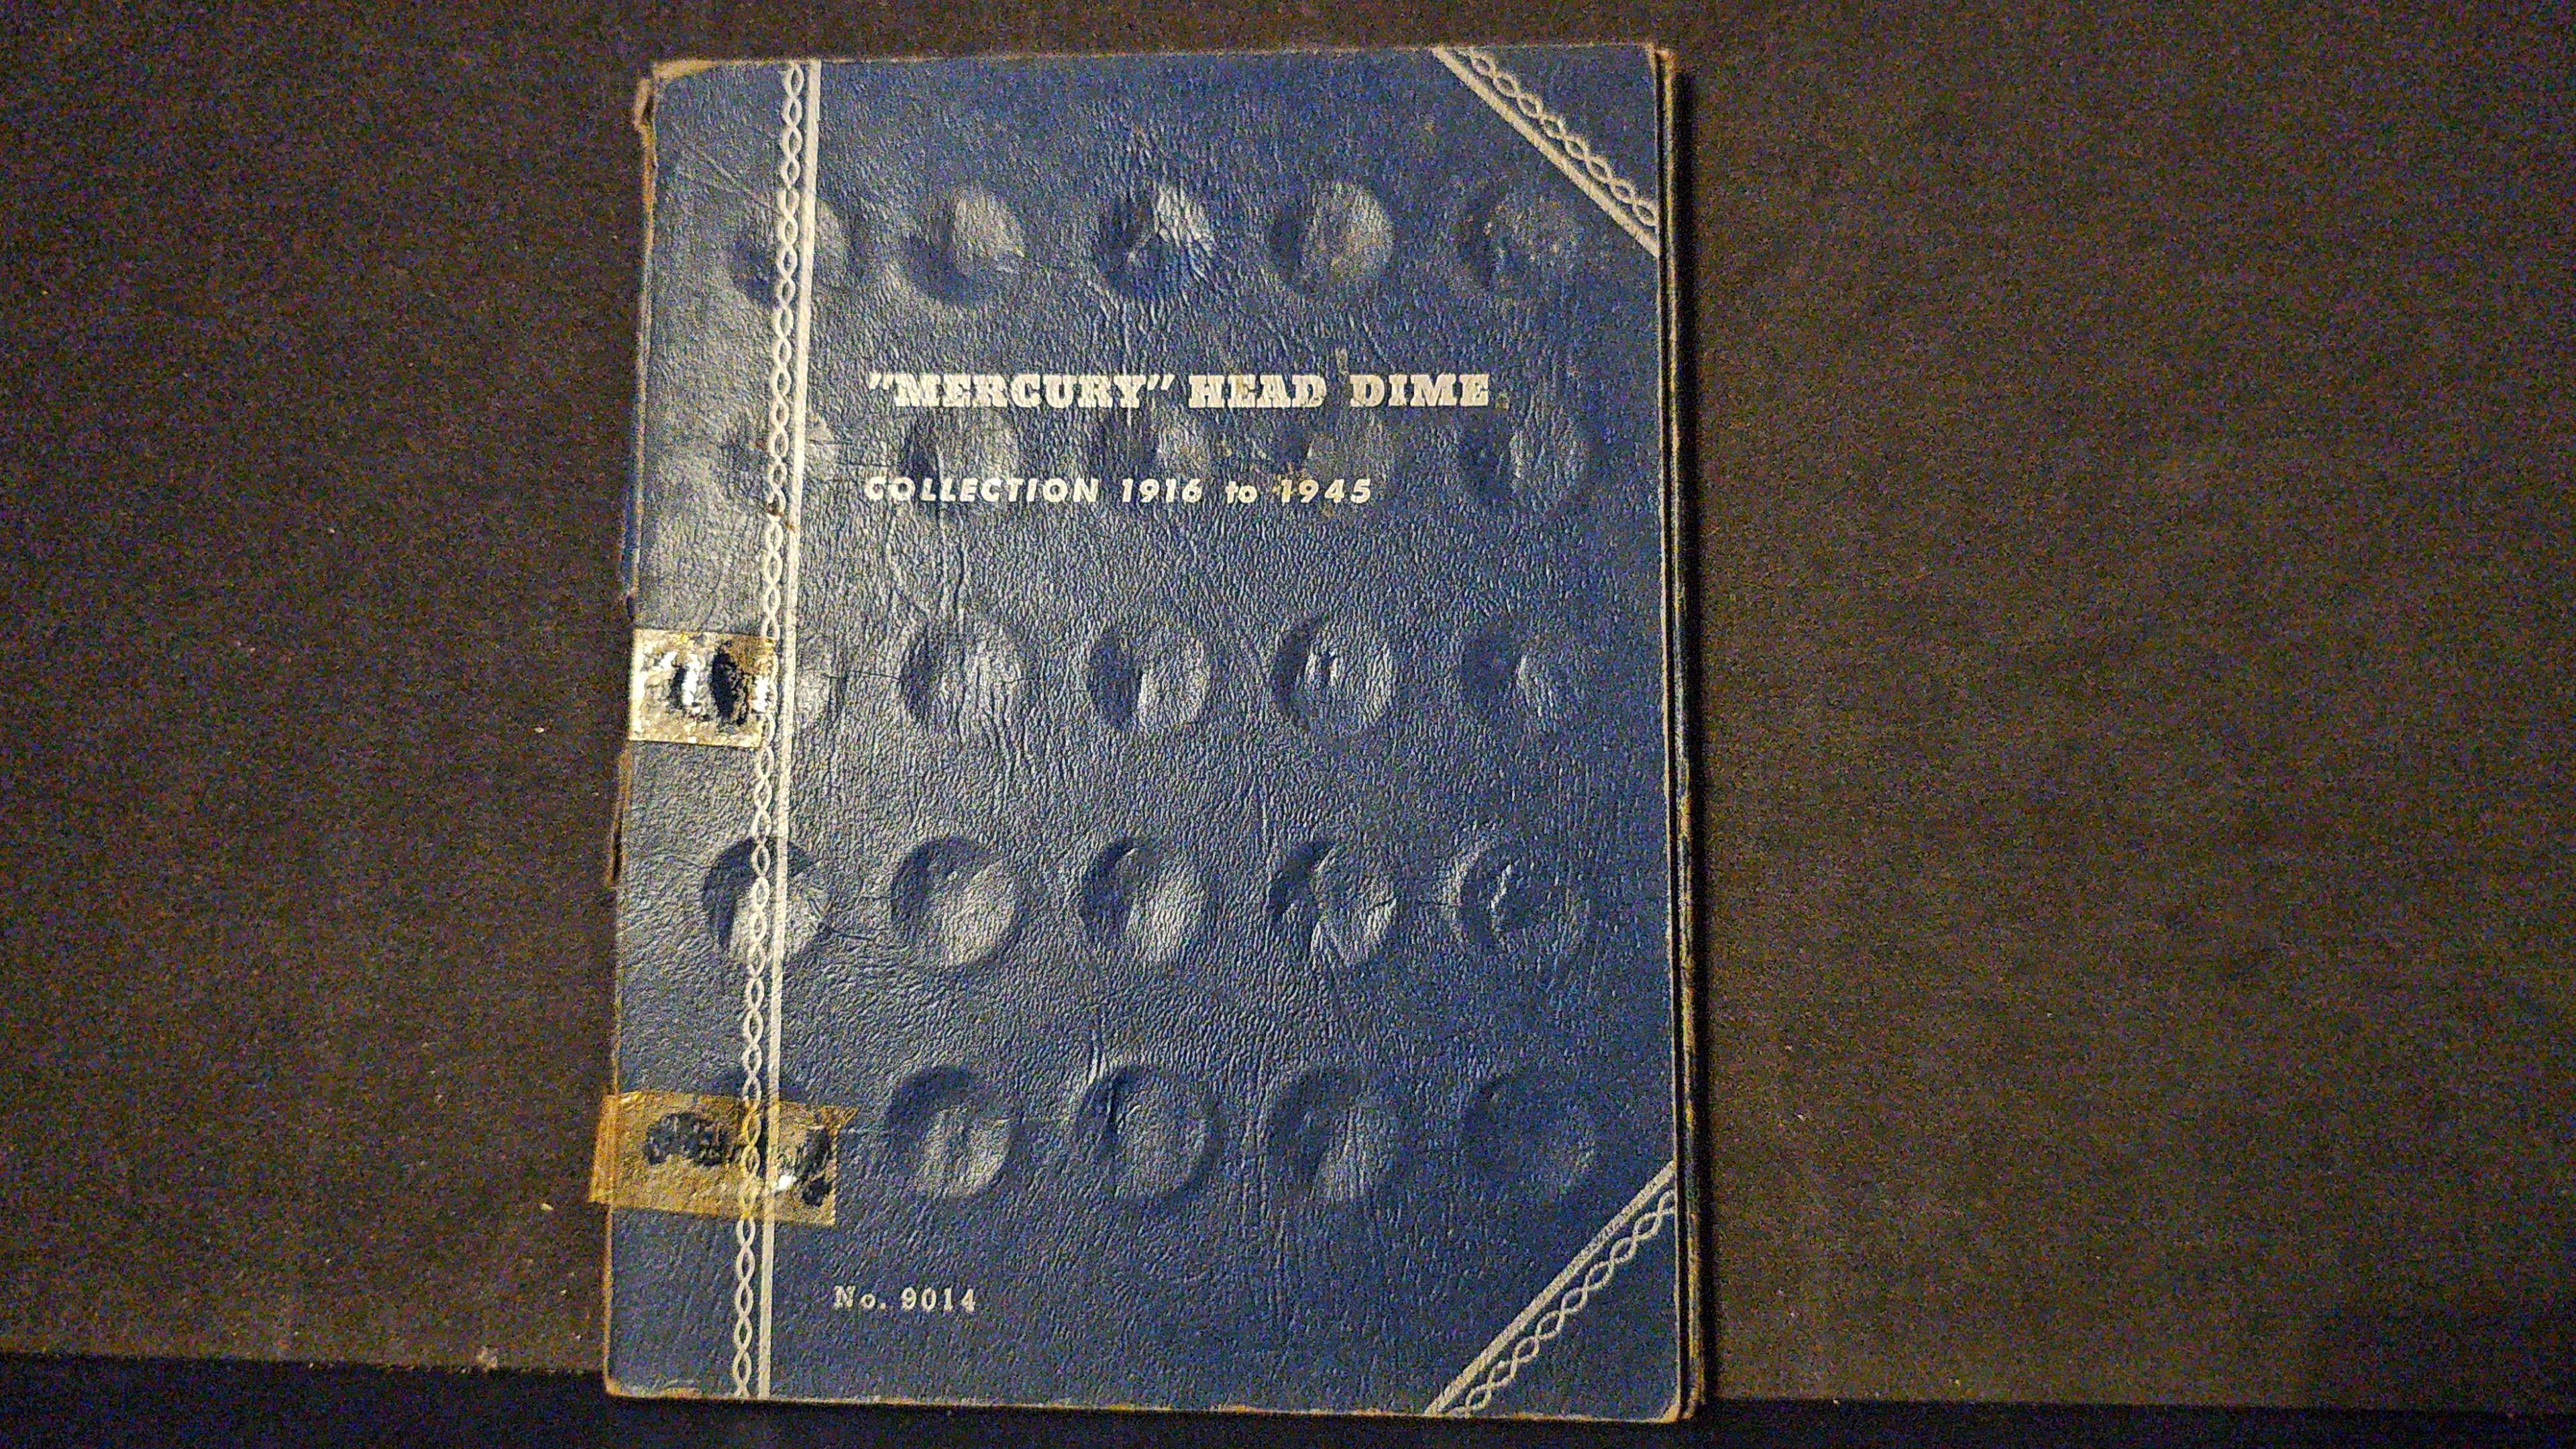 "MERCURY" HEAD DIME
COLLECTION 1916 to 1945
No. 9014